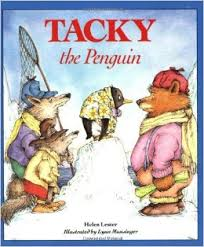 TACKY
the Penguin
Helen Lester
Illustrated by Lynn Munsinger